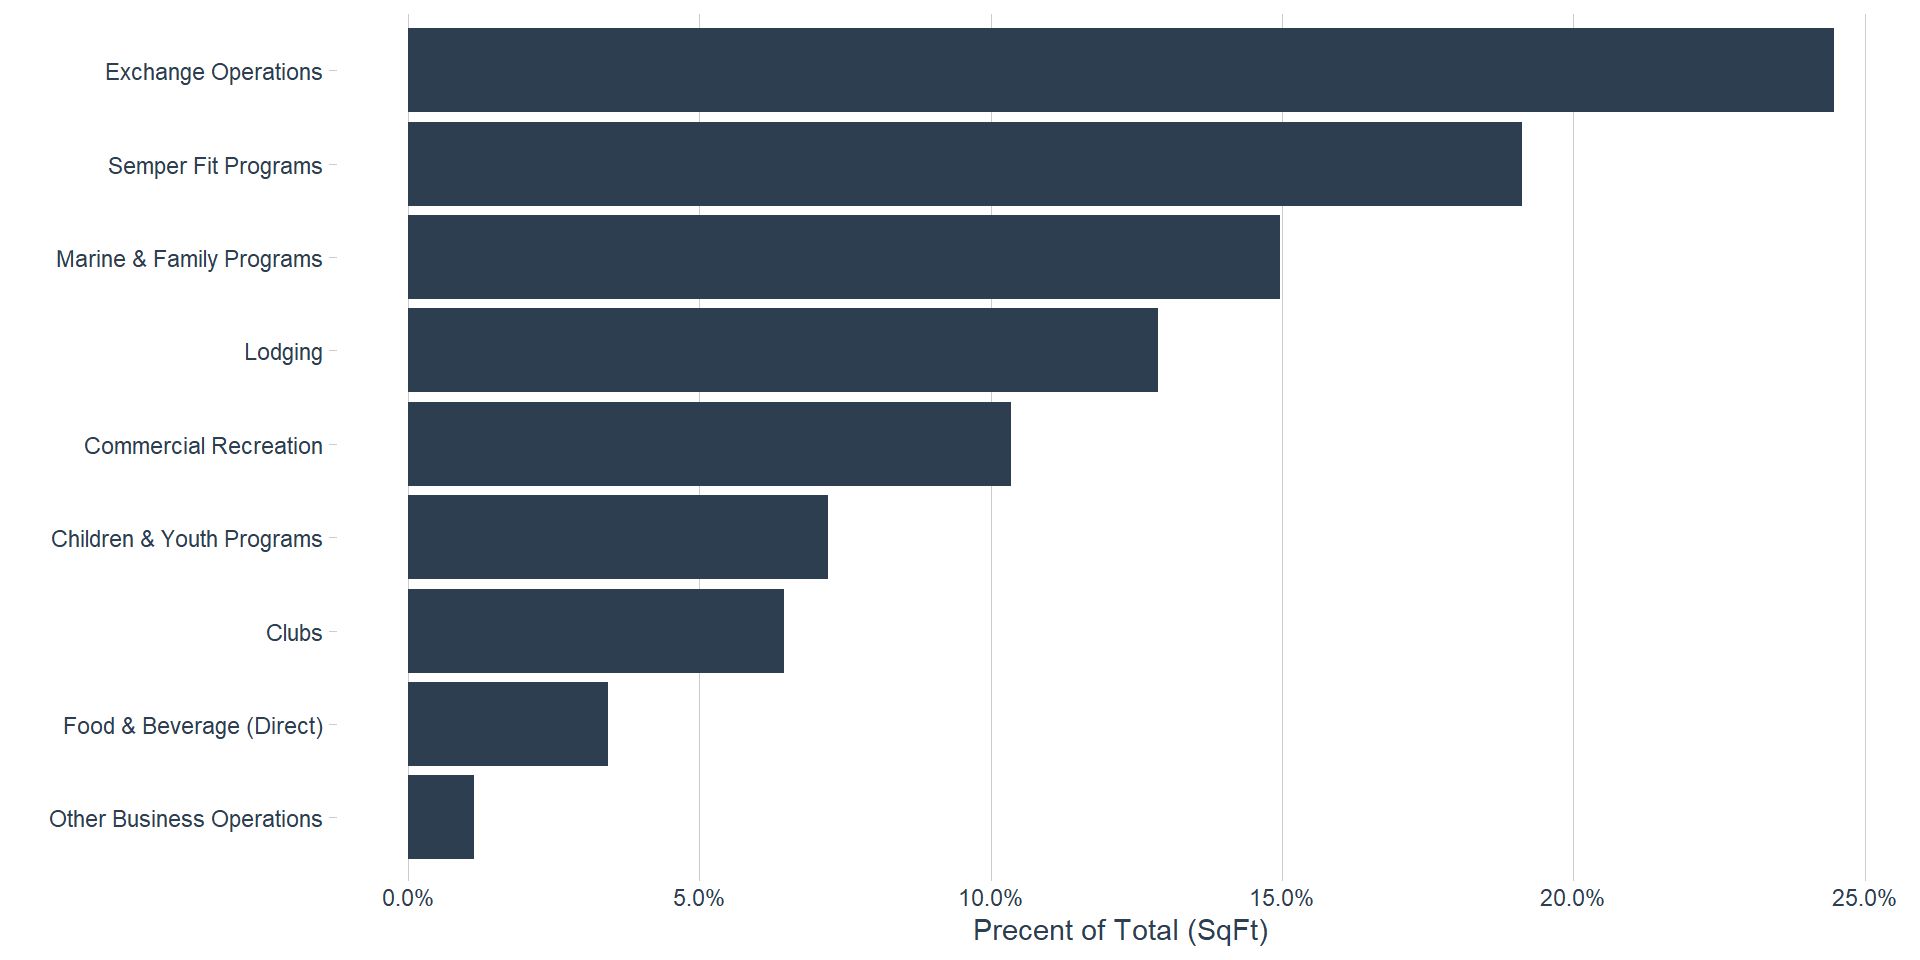 Exchange Operations
Semper Fit Programs
Marine & Family Programs
Lodging
Commercial Recreation
Children & Youth Programs
Clubs
Food & Beverage (Direct)
Other Business Operations
0.0% 5.0% 10.0% 15.0% 20.0% 25.0%
Precent of Total (SqFt)